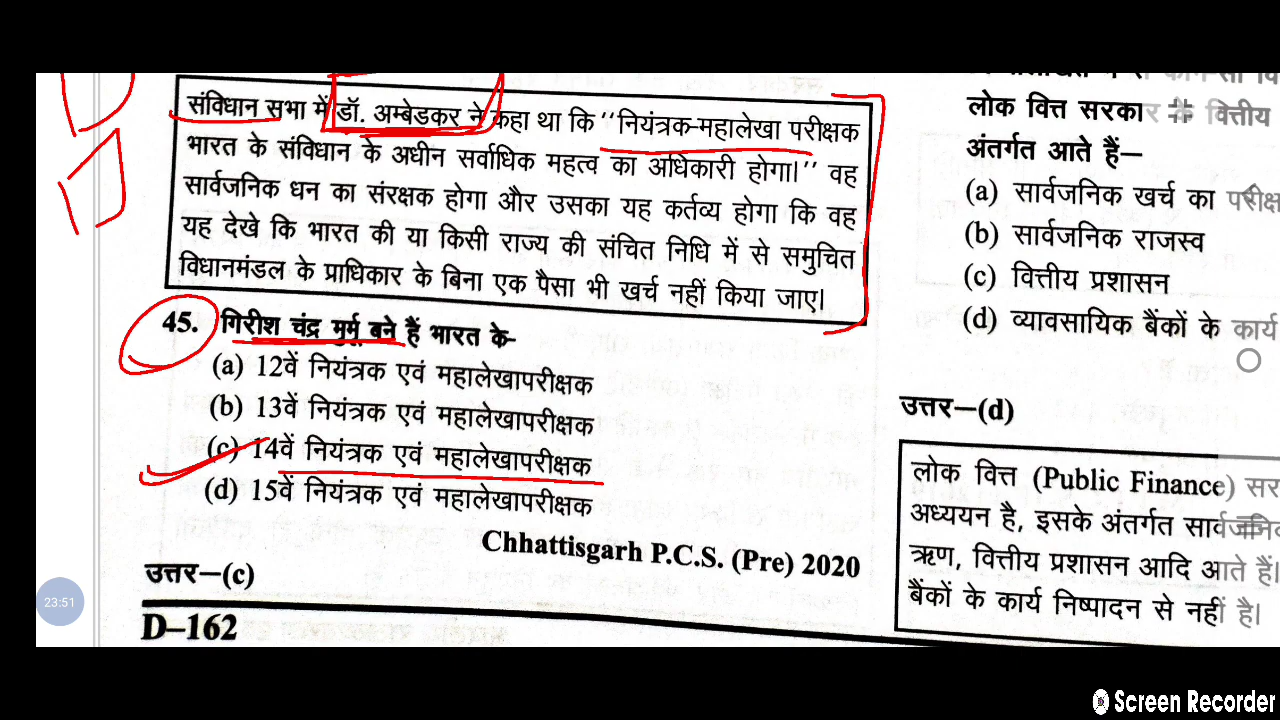 संविधान सभा में डॉ. अम्बेडकर ने कहा था कि ‘‘नियंत्रक-महालेखा परीक्षक
भारत के संविधान के अधीन सर्वाधिक महत्व का अधिकारी होगा।’’ वह
सार्वजनिक धन का संरक्षक होगा और उसका यह कर्तव्य होगा कि वह
यह देखे कि भारत की या किसी राज्य की संचित निधि में से समुचित
विधानमंडल के प्राधिकार के बिना एक पैसा भी खर्च नहीं किया जाए।
45. गिरीश चंद्र मुर्मू बने हैं भारत के-
(a) 12वें नियंत्रक एवं महालेखापरीक्षक
(b) 13वें नियंत्रक एवं महालेखापरीक्षक
(c) 14वें नियंत्रक एवं महालेखापरीक्षक
(d) 15वें नियंत्रक एवं महालेखापरीक्षक
Chhattisgarh P.C.S. (Pre) 2020
उत्तर–(c)
D–162
लोक वित्त सरकार के वित्तीय
अंतर्गत आते हैं—
(a) सार्वजनिक खर्च का
(b) सार्वजनिक राजस्व
(c) वित्तीय प्रशासन
(d) व्यावसायिक बैंकों के कार्य
उत्तर–(d)
लोक वित्त (Public Finance)
अध्ययन है, इसके अंतर्गत
ऋण, वित्तीय प्रशासन आदि आते हैं।
बैंकों के कार्य निष्पादन से नहीं है।
23:51
Screen Recorder